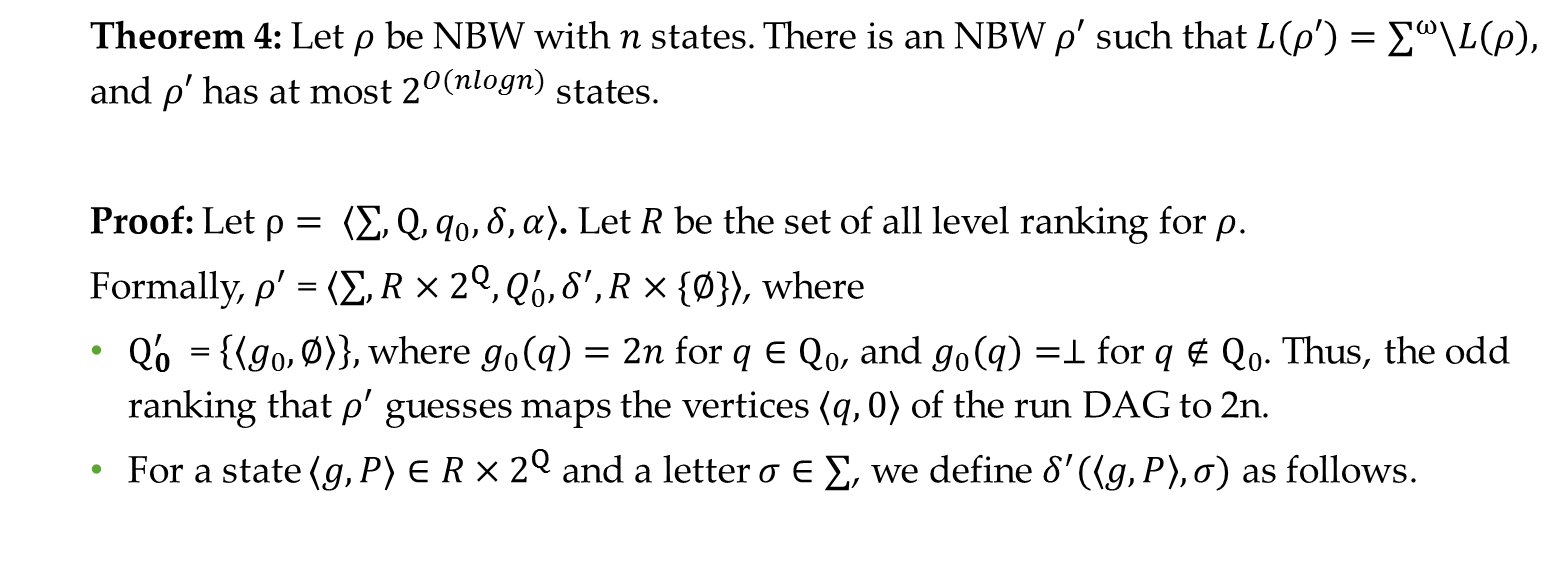 Theorem 4: Let ρ be NBW with n states. There is an NBW ρ′ such that L(ρ′) = ∑^ω\L(ρ),
and ρ′ has at most 2^{O(nlogn)} states.
Proof: Let ρ = ⟨∑, Q, q₀, δ, α⟩. Let R be the set of all level ranking for ρ.
Formally, ρ′ = ⟨∑, R × 2^Q, Q′₀, δ′, R × {∅}⟩, where
• Q′₀ = {⟨g₀, ∅⟩}, where g₀(q) = 2n for q ∈ Q₀, and g₀(q) =⊥ for q ∉ Q₀. Thus, the odd
ranking that ρ′ guesses maps the vertices ⟨q, 0⟩ of the run DAG to 2n.
• For a state ⟨g, P⟩ ∈ R × 2^Q and a letter σ ∈ ∑, we define δ′(⟨g, P⟩, σ) as follows.